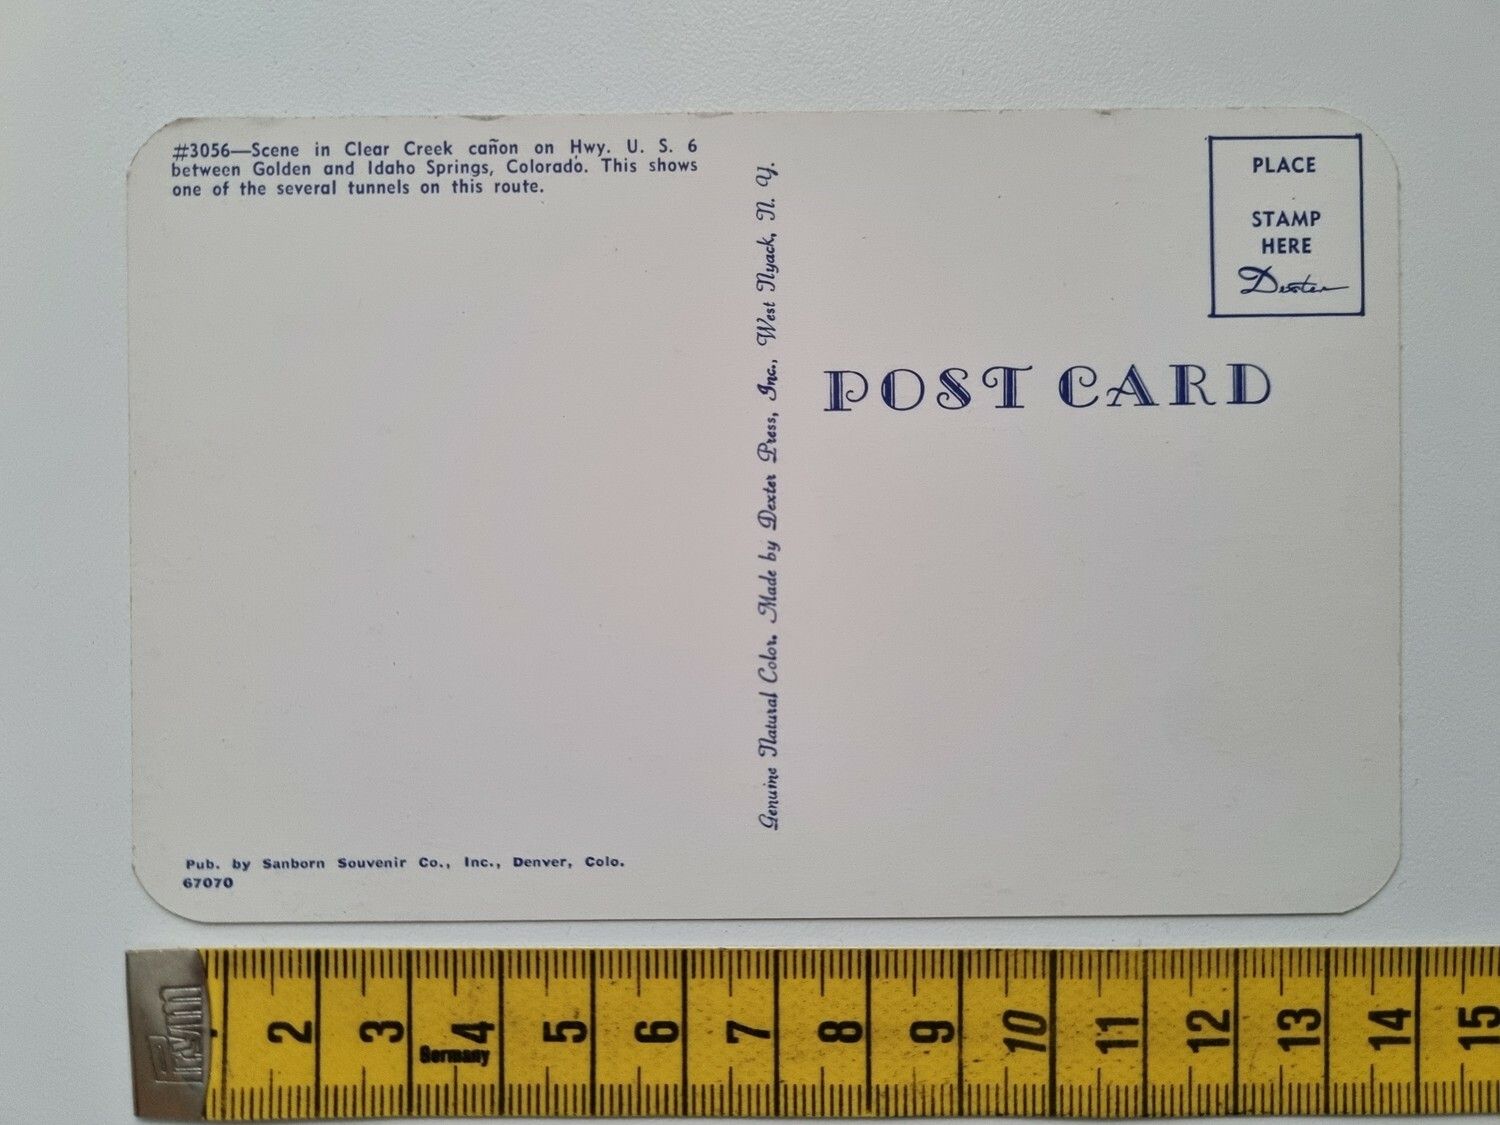 #3056—Scene in Clear Creek cañon on Hwy. U. S. 6
between Golden and Idaho Springs, Colorado. This shows
one of the several tunnels on this route.
Pub. by Sanborn Souvenir Co., Inc., Denver, Colo.
67070
Genuine Natural Color. Made by Dexter Press, Inc., West Nyack, N. Y.
PLACE
STAMP
HERE
Dexter
POST CARD
Prym
2 3 4 5 6 7 8 9 10 11 12 13 14 15
Germany